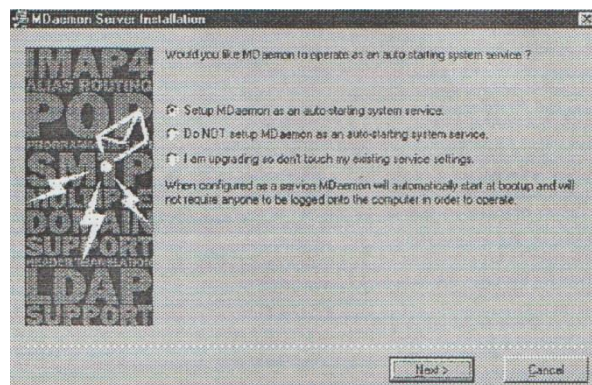 MDaemon Server Installation
IMAP4
ALIAS ROUTING
POP
SMTP
MULTIPLE
DOMAIN
SUPPORT
HEADER TRANSLATION
LDAP
SUPPORT
Would you like MDaemon to operate as an auto starting system service ?
Setup MDaemon as an auto-starting system service.
Do NOT setup MDaemon as an auto-starting system service.
I am upgrading so don't touch my existing service settings.
When configured as a service MDaemon will automatically start at bootup and will
not require anyone to be logged onto the computer in order to operate.
Next >
Cancel